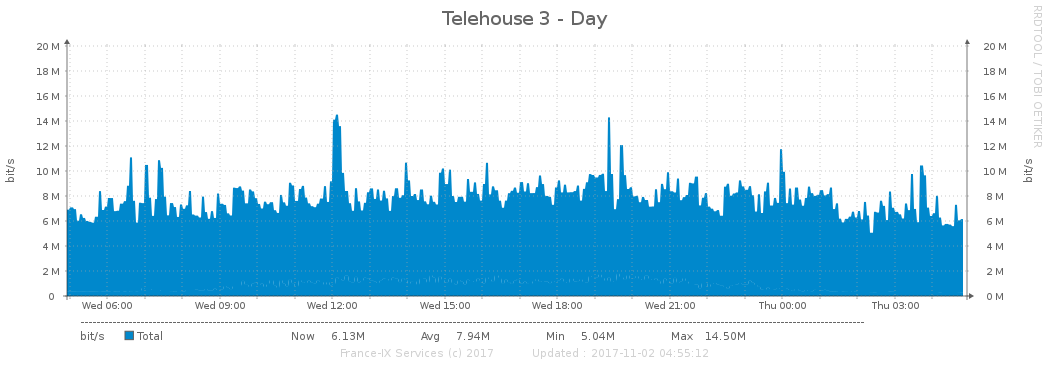 Telehouse 3 - Day
RRDTOOL / TOBI OETIKER
20 M 20 M
18 M 18 M
16 M 16 M
14 M 14 M
12 M 12 M
10 M 10 M
8 M 8 M
6 M 6 M
4 M 4 M
2 M 2 M
0 0 M
bit/s
bit/s
Wed 06:00 Wed 09:00 Wed 12:00 Wed 15:00 Wed 18:00 Wed 21:00 Thu 00:00 Thu 03:00
bit/s Total Now 6.13M Avg 7.94M Min 5.04M Max 14.50M
France-IX Services (c) 2017 Updated : 2017-11-02 04:55:12